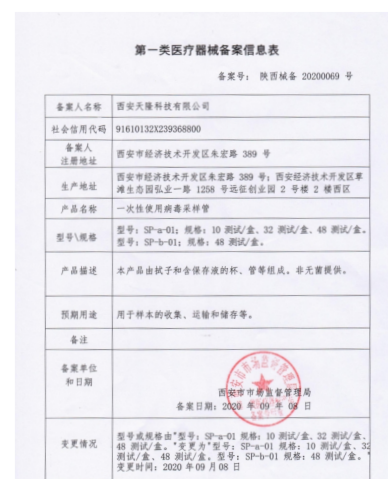 第一类医疗器械备案信息表
备案号： 陕西械备 20200069 号
备案人名称 西安天隆科技有限公司
社会信用代码 91610132X239368800
备案人
注册地址 西安市经济技术开发区朱宏路 389 号
生产地址 西安市经济技术开发区朱宏路 389 号；西安经济技术开发区草
滩生态园弘业一路 1258 号远征创业园 2 号楼 2 楼西区
产品名称 一次性使用病毒采样管
型号\规格 型号：SP-a-01；规格：10 测试/盒、32 测试/盒、48 测试/盒。
型号：SP-b-01；规格：48 测试/盒。
产品描述 本产品由拭子和含保存液的杯、管等组成。非无菌提供。
预期用途 用于样本的收集、运输和储存等。
备注
备案单位
和日期
西安市市场监督管理局
备案日期：2020 年 09 月 08 日
变更情况 型号或规格由"型号：SP-a-01 规格：10 测试/盒、32 测试/盒、
48 测试/盒。"变更为"型号：SP-a-01 规格：10 测试/盒、32
测试/盒、48 测试/盒。型号：SP-b-01 规格：48 测试/盒。"
变更时间：2020 年 09 月 08 日